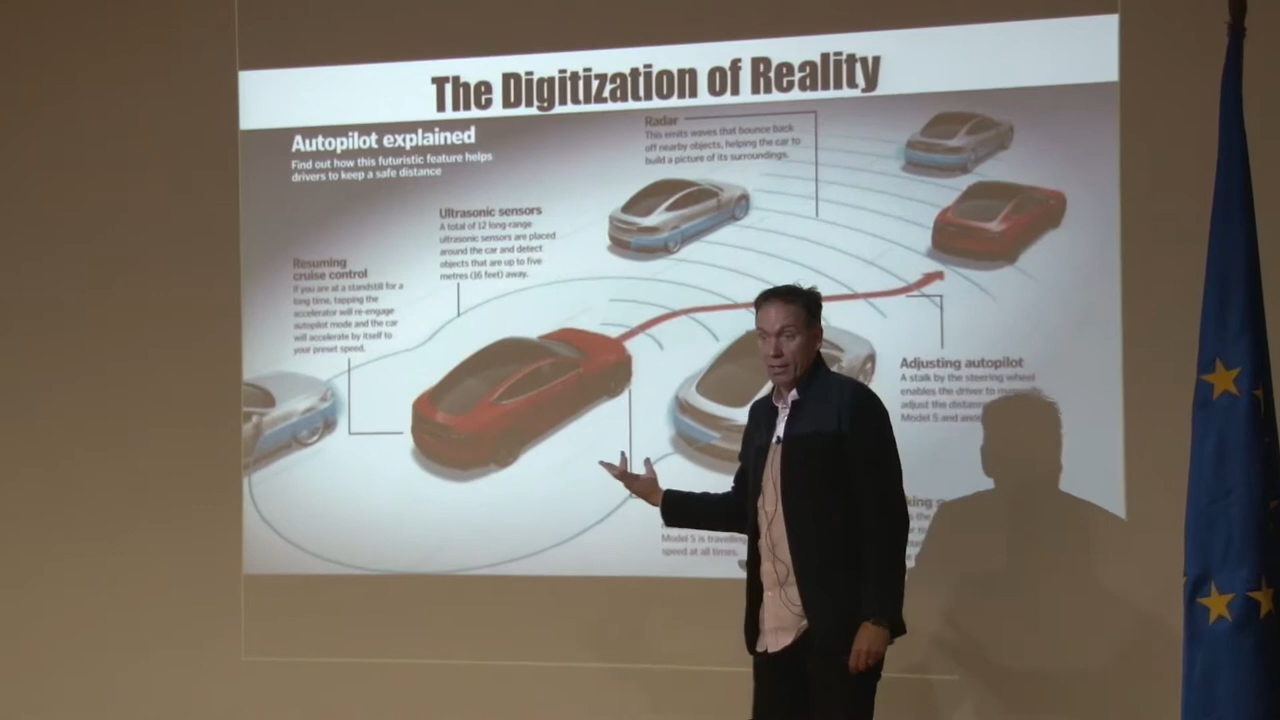 The Digitization of Reality
Autopilot explained
Find out how this futuristic feature helps
drivers to keep a safe distance
Radar
This emits waves that bounce back
off nearby objects, helping the car to
build a picture of its surroundings.
Ultrasonic sensors
A total of 12 long-range
ultrasonic sensors are placed
around the car and detect
objects that are up to five
metres (16 feet) away.
Resuming
cruise control
If you are at a standstill for a
long time, tapping the
accelerator will re-engage
autopilot mode and the car
will accelerate by itself to
your preset speed.
Adjusting autopilot
A stalk by the steering wheel
enables the driver to
adjust the
Model S and
Model S is travelling
speed at all times.